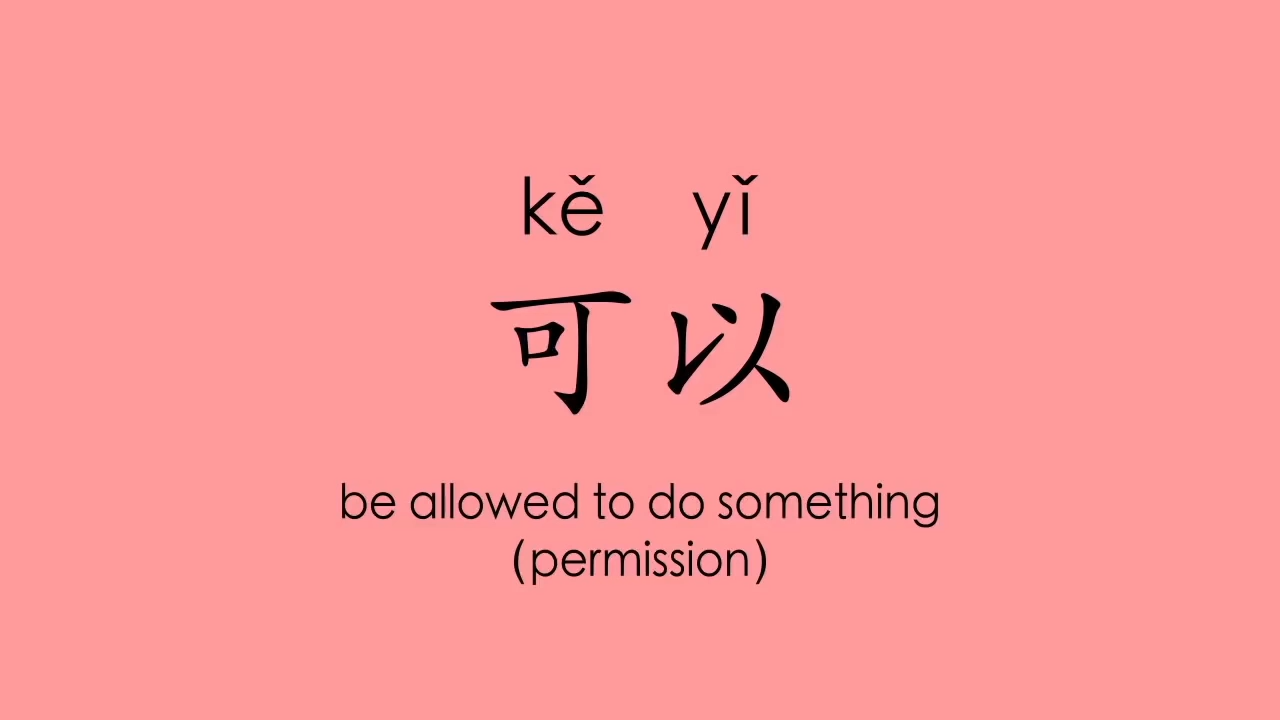 kě yǐ
可以
be allowed to do something
(permission)